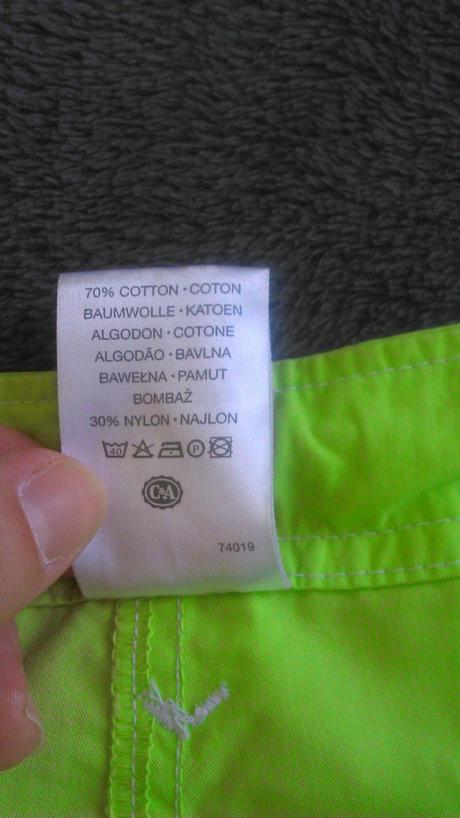 70% COTTON · COTON
BAUMWOLLE · KATOEN
ALGODON · COTONE
ALGODÃO · BAVLNA
BAWEŁNA · PAMUT
BOMBAŽ
30% NYLON · NAJLON
40 P
C&A
74019